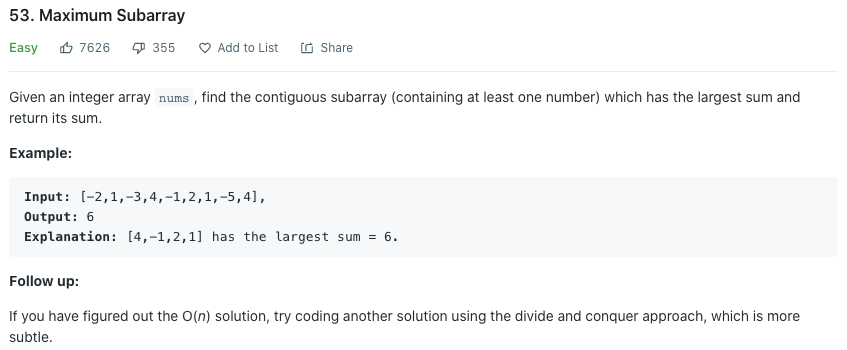 53. Maximum Subarray
Easy 7626 355 Add to List Share
Given an integer array nums , find the contiguous subarray (containing at least one number) which has the largest sum and
return its sum.
Example:
Input: [-2,1,-3,4,-1,2,1,-5,4],
Output: 6
Explanation: [4,-1,2,1] has the largest sum = 6.
Follow up:
If you have figured out the O(n) solution, try coding another solution using the divide and conquer approach, which is more
subtle.